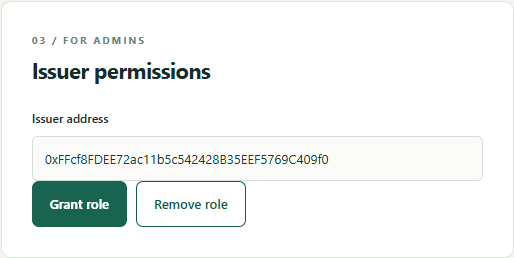 03 / FOR ADMINS
Issuer permissions
Issuer address
0xFFcf8FDEE72ac11b5c542428B35EEF5769C409f0
Grant role
Remove role